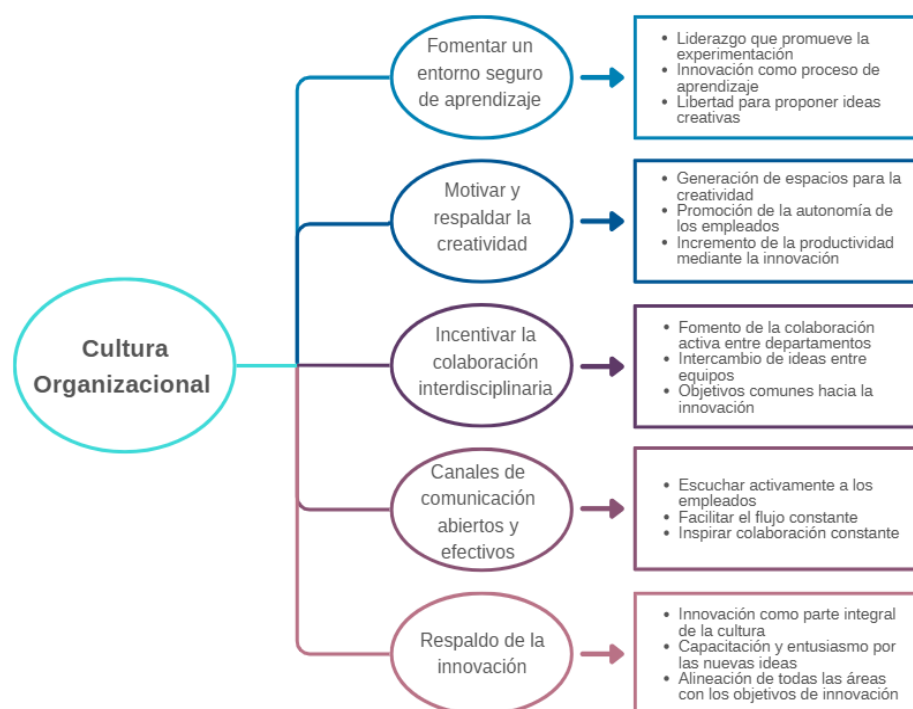 Cultura
Organizacional
Fomentar un
entorno seguro
de aprendizaje
• Liderazgo que promueve la
experimentación
• Innovación como proceso de
aprendizaje
• Libertad para proponer ideas
creativas
Motivar y
respaldar la
creatividad
• Generación de espacios para la
creatividad
• Promoción de la autonomía de
los empleados
• Incremento de la productividad
mediante la innovación
Incentivar la
colaboración
interdisciplinaria
• Fomento de la colaboración
activa entre departamentos
• Intercambio de ideas entre
equipos
• Objetivos comunes hacia la
innovación
Canales de
comunicación
abiertos y
efectivos
• Escuchar activamente a los
empleados
• Facilitar el flujo constante
• Inspirar colaboración constante
Respaldo de la
innovación
• Innovación como parte integral
de la cultura
• Capacitación y entusiasmo por
las nuevas ideas
• Alineación de todas las áreas
con los objetivos de innovación